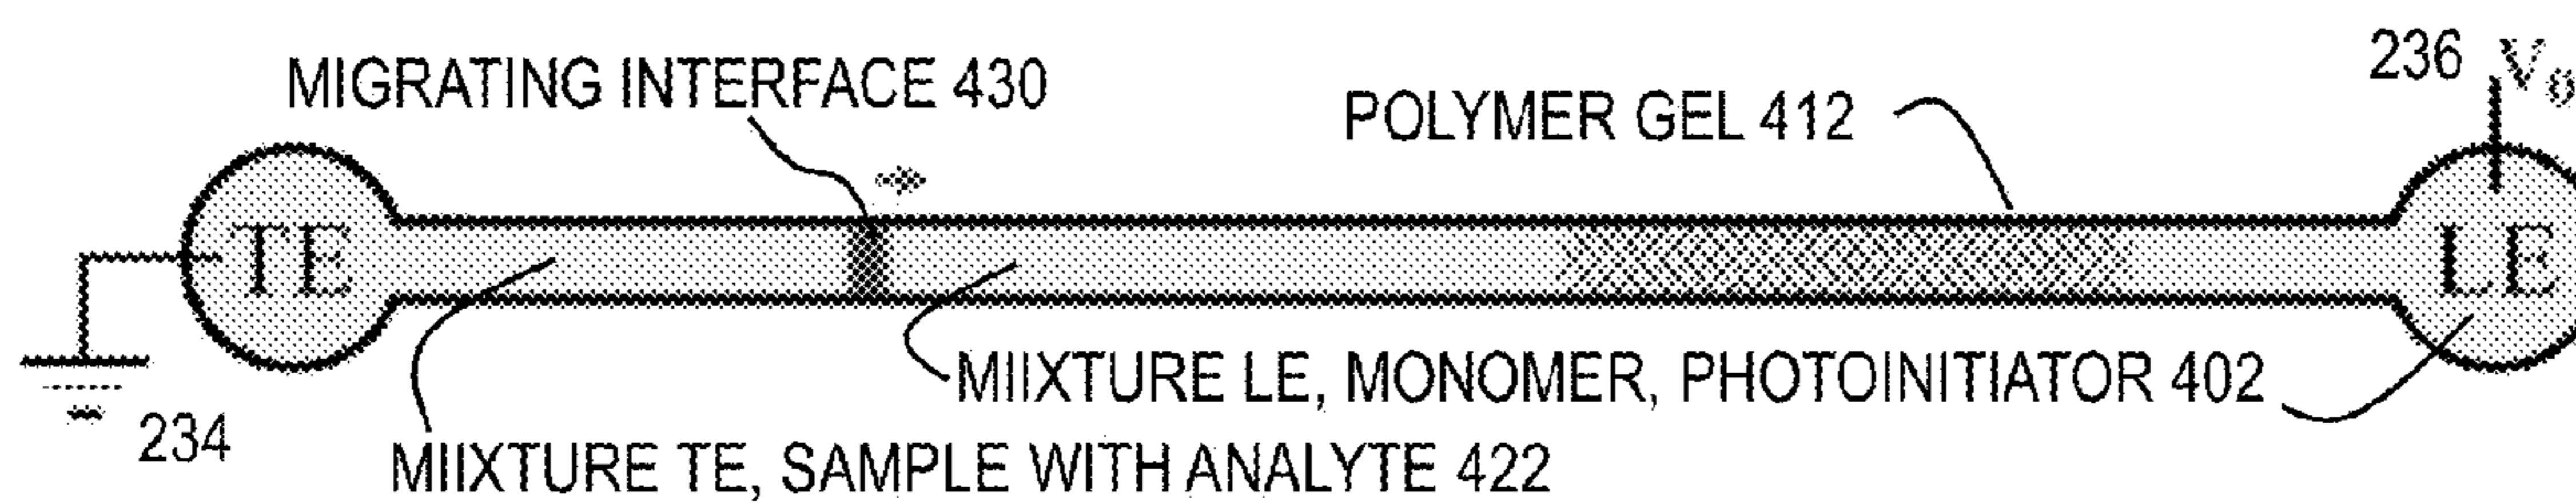 236 V0
MIGRATING INTERFACE 430
POLYMER GEL 412
TE
LE
MIIXTURE LE, MONOMER, PHOTOINITIATOR 402
234
MIIXTURE TE, SAMPLE WITH ANALYTE 422